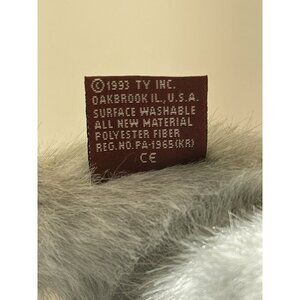 © 1993 TY INC.
OAKBROOK IL., U.S.A.
SURFACE WASHABLE
ALL NEW MATERIAL
POLYESTER FIBER
REG.NO.PA-1965(KR)
CE